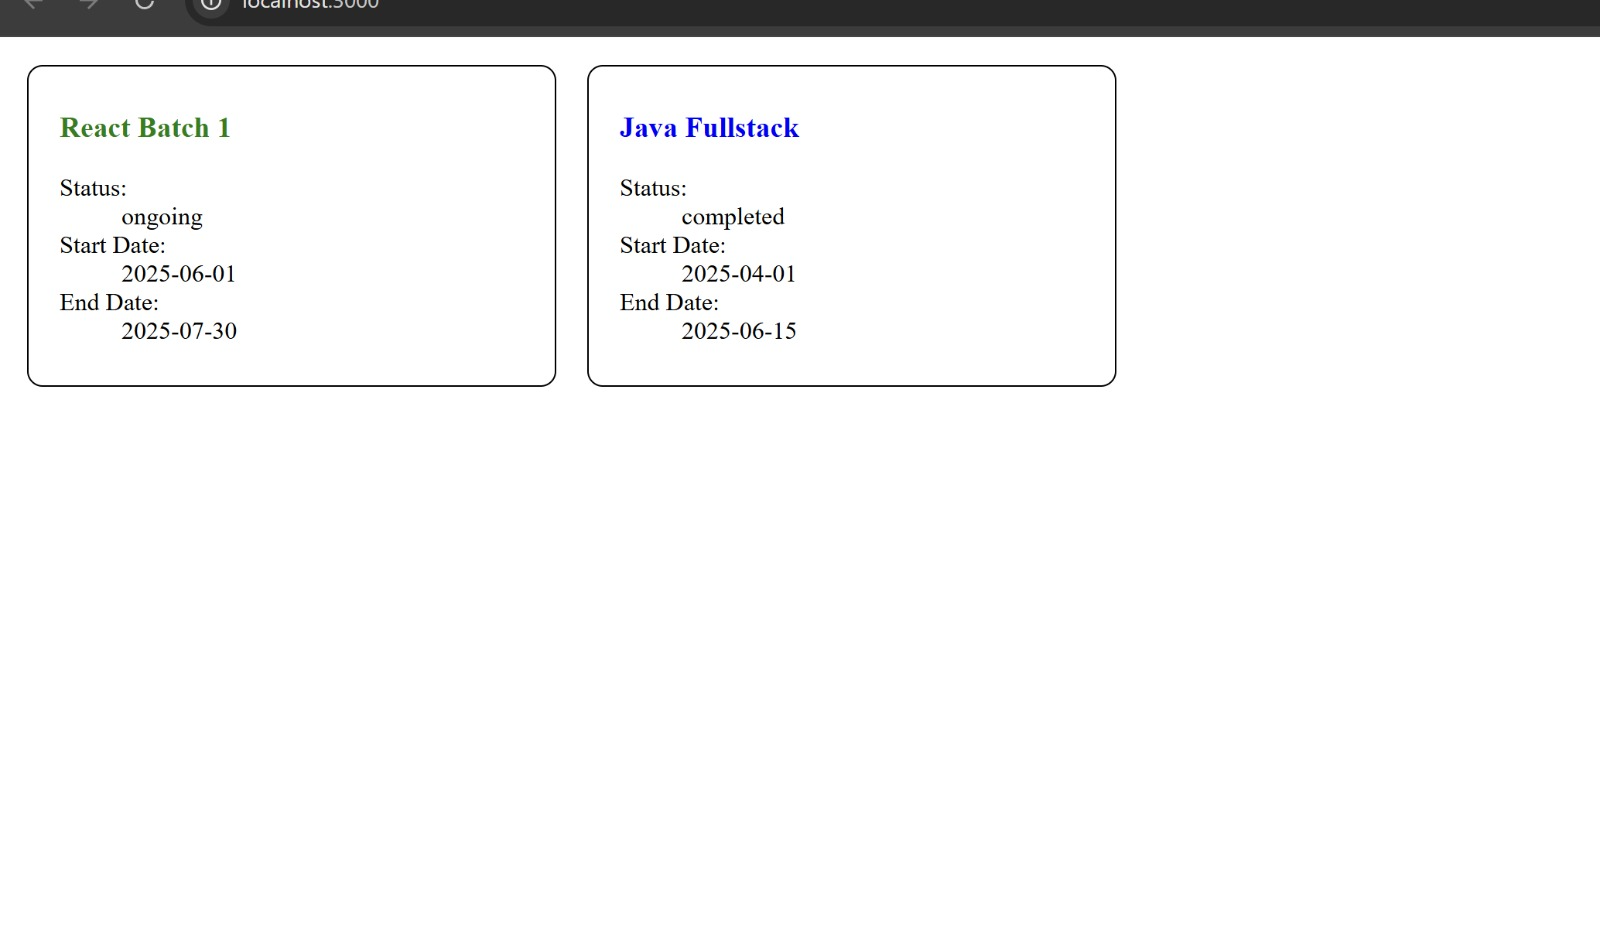 localhost:3000
React Batch 1
Status:
ongoing
Start Date:
2025-06-01
End Date:
2025-07-30
Java Fullstack
Status:
completed
Start Date:
2025-04-01
End Date:
2025-06-15